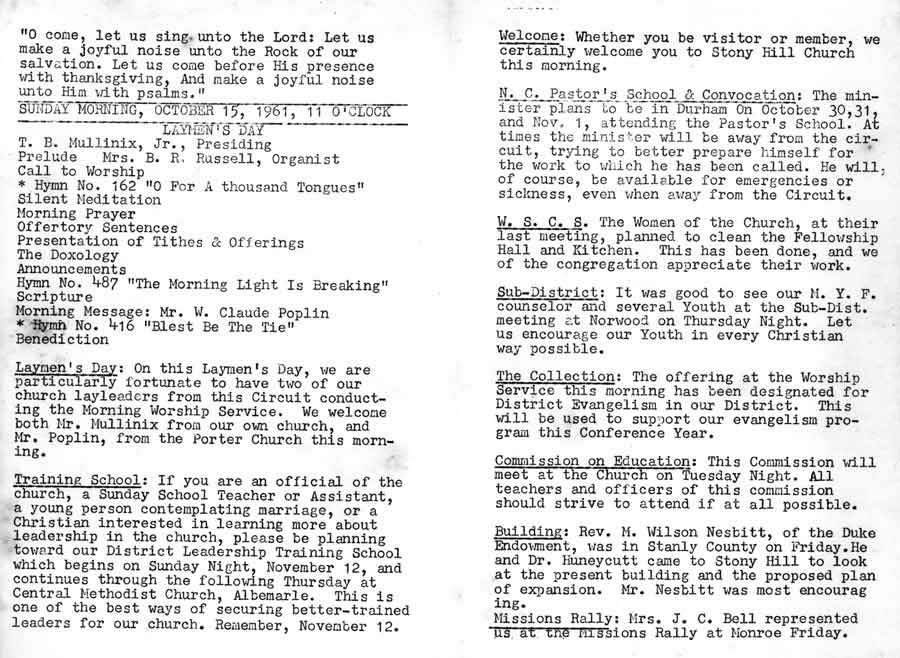 "O come, let us sing unto the Lord: Let us
make a joyful noise unto the Rock of our
salvation. Let us come before His presence
with thanksgiving, And make a joyful noise
unto Him with psalms."
SUNDAY MORNING, OCTOBER 15, 1961, 11 O'CLOCK
LAYMEN'S DAY
T. B. Mullinix, Jr., Presiding
Prelude Mrs. B. R. Russell, Organist
Call to Worship
* Hymn No. 162 "O For A thousand Tongues"
Silent Meditation
Morning Prayer
Offertory Sentences
Presentation of Tithes & Offerings
The Doxology
Announcements
Hymn No. 487 "The Morning Light Is Breaking"
Scripture
Morning Message: Mr. W. Claude Poplin
* Hymn No. 416 "Blest Be The Tie"
Benediction
Laymen's Day: On this Laymen's Day, we are
particularly fortunate to have two of our
church layleaders from this Circuit conduct-
ing the Morning Worship Service. We welcome
both Mr. Mullinix from our own church, and
Mr. Poplin, from the Porter Church this morn-
ing.
Training School: If you are an official of the
church, a Sunday School Teacher or Assistant,
a young person contemplating marriage, or a
Christian interested in learning more about
leadership in the church, please be planning
toward our District Leadership Training School
which begins on Sunday Night, November 12, and
continues through the following Thursday at
Central Methodist Church, Albemarle. This is
one of the best ways of securing better-trained
leaders for our church. Remember, November 12.
Welcome: Whether you be visitor or member, we
certainly welcome you to Stony Hill Church
this morning.
N. C. Pastor's School & Convocation: The min-
ister plans to be in Durham On October 30,31,
and Nov. 1, attending the Pastor's School. At
times the minister will be away from the cir-
cuit, trying to better prepare himself for
the work to which he has been called. He will,
of course, be available for emergencies or
sickness, even when away from the Circuit.
W. S. C. S. The Women of the Church, at their
last meeting, planned to clean the Fellowship
Hall and Kitchen. This has been done, and we
of the congregation appreciate their work.
Sub-District: It was good to see our M. Y. F.
counselor and several Youth at the Sub-Dist.
meeting at Norwood on Thursday Night. Let
us encourage our Youth in every Christian
way possible.
The Collection: The offering at the Worship
Service this morning has been designated for
District Evangelism in our District. This
will be used to support our evangelism pro-
gram this Conference Year.
Commission on Education: This Commission will
meet at the Church on Tuesday Night. All
teachers and officers of this commission
should strive to attend if at all possible.
Building: Rev. M. Wilson Nesbitt, of the Duke
Endowment, was in Stanly County on Friday.He
and Dr. Huneycutt came to Stony Hill to look
at the present building and the proposed plan
of expansion. Mr. Nesbitt was most encourag
ing.
Missions Rally: Mrs. J. C. Bell represented
us at the Missions Rally at Monroe Friday.